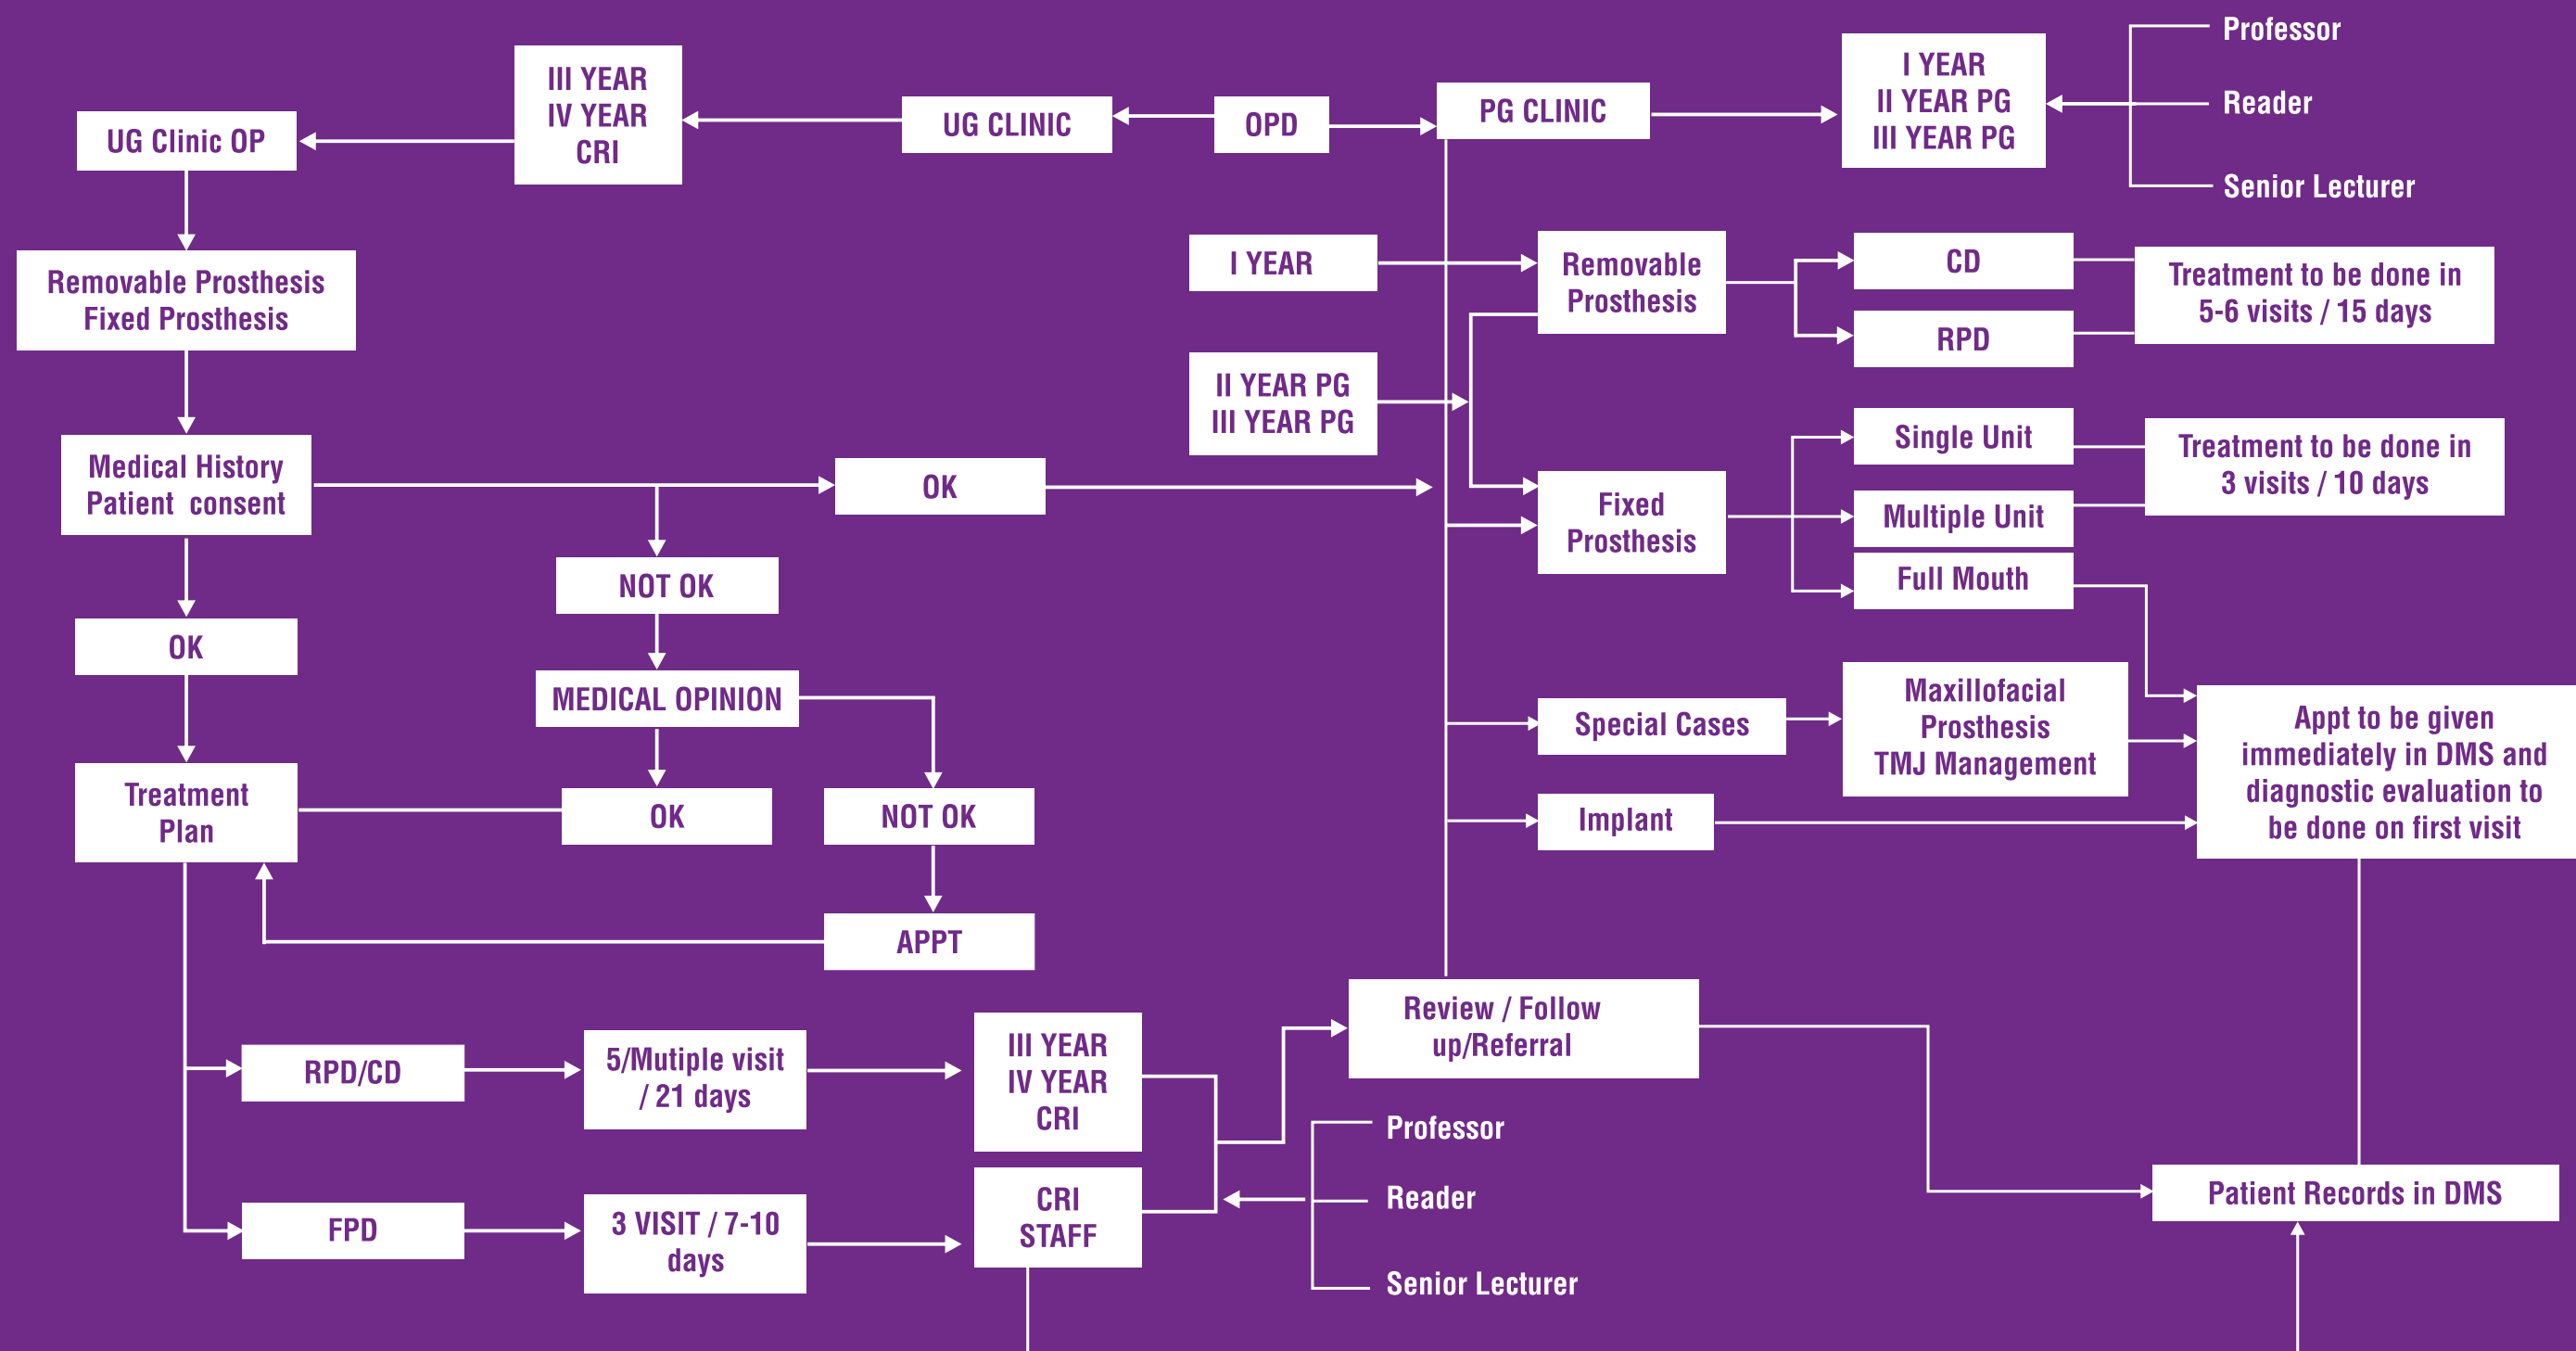 III YEAR
IV YEAR
CRI
UG Clinic OP
UG CLINIC
OPD
PG CLINIC
I YEAR
II YEAR PG
III YEAR PG
Professor
Reader
Senior Lecturer
Removable Prosthesis
Fixed Prosthesis
I YEAR
Removable
Prosthesis
CD
RPD
Treatment to be done in
5-6 visits / 15 days
II YEAR PG
III YEAR PG
Medical History
Patient consent
OK
Fixed
Prosthesis
Single Unit
Multiple Unit
Full Mouth
Treatment to be done in
3 visits / 10 days
NOT OK
OK
MEDICAL OPINION
Special Cases
Maxillofacial
Prosthesis
TMJ Management
Appt to be given
immediately in DMS and
diagnostic evaluation to
be done on first visit
Treatment
Plan
OK
NOT OK
Implant
APPT
RPD/CD
5/Mutiple visit
/ 21 days
III YEAR
IV YEAR
CRI
Review / Follow
up/Referral
Professor
Reader
Senior Lecturer
FPD
3 VISIT / 7-10
days
CRI
STAFF
Patient Records in DMS